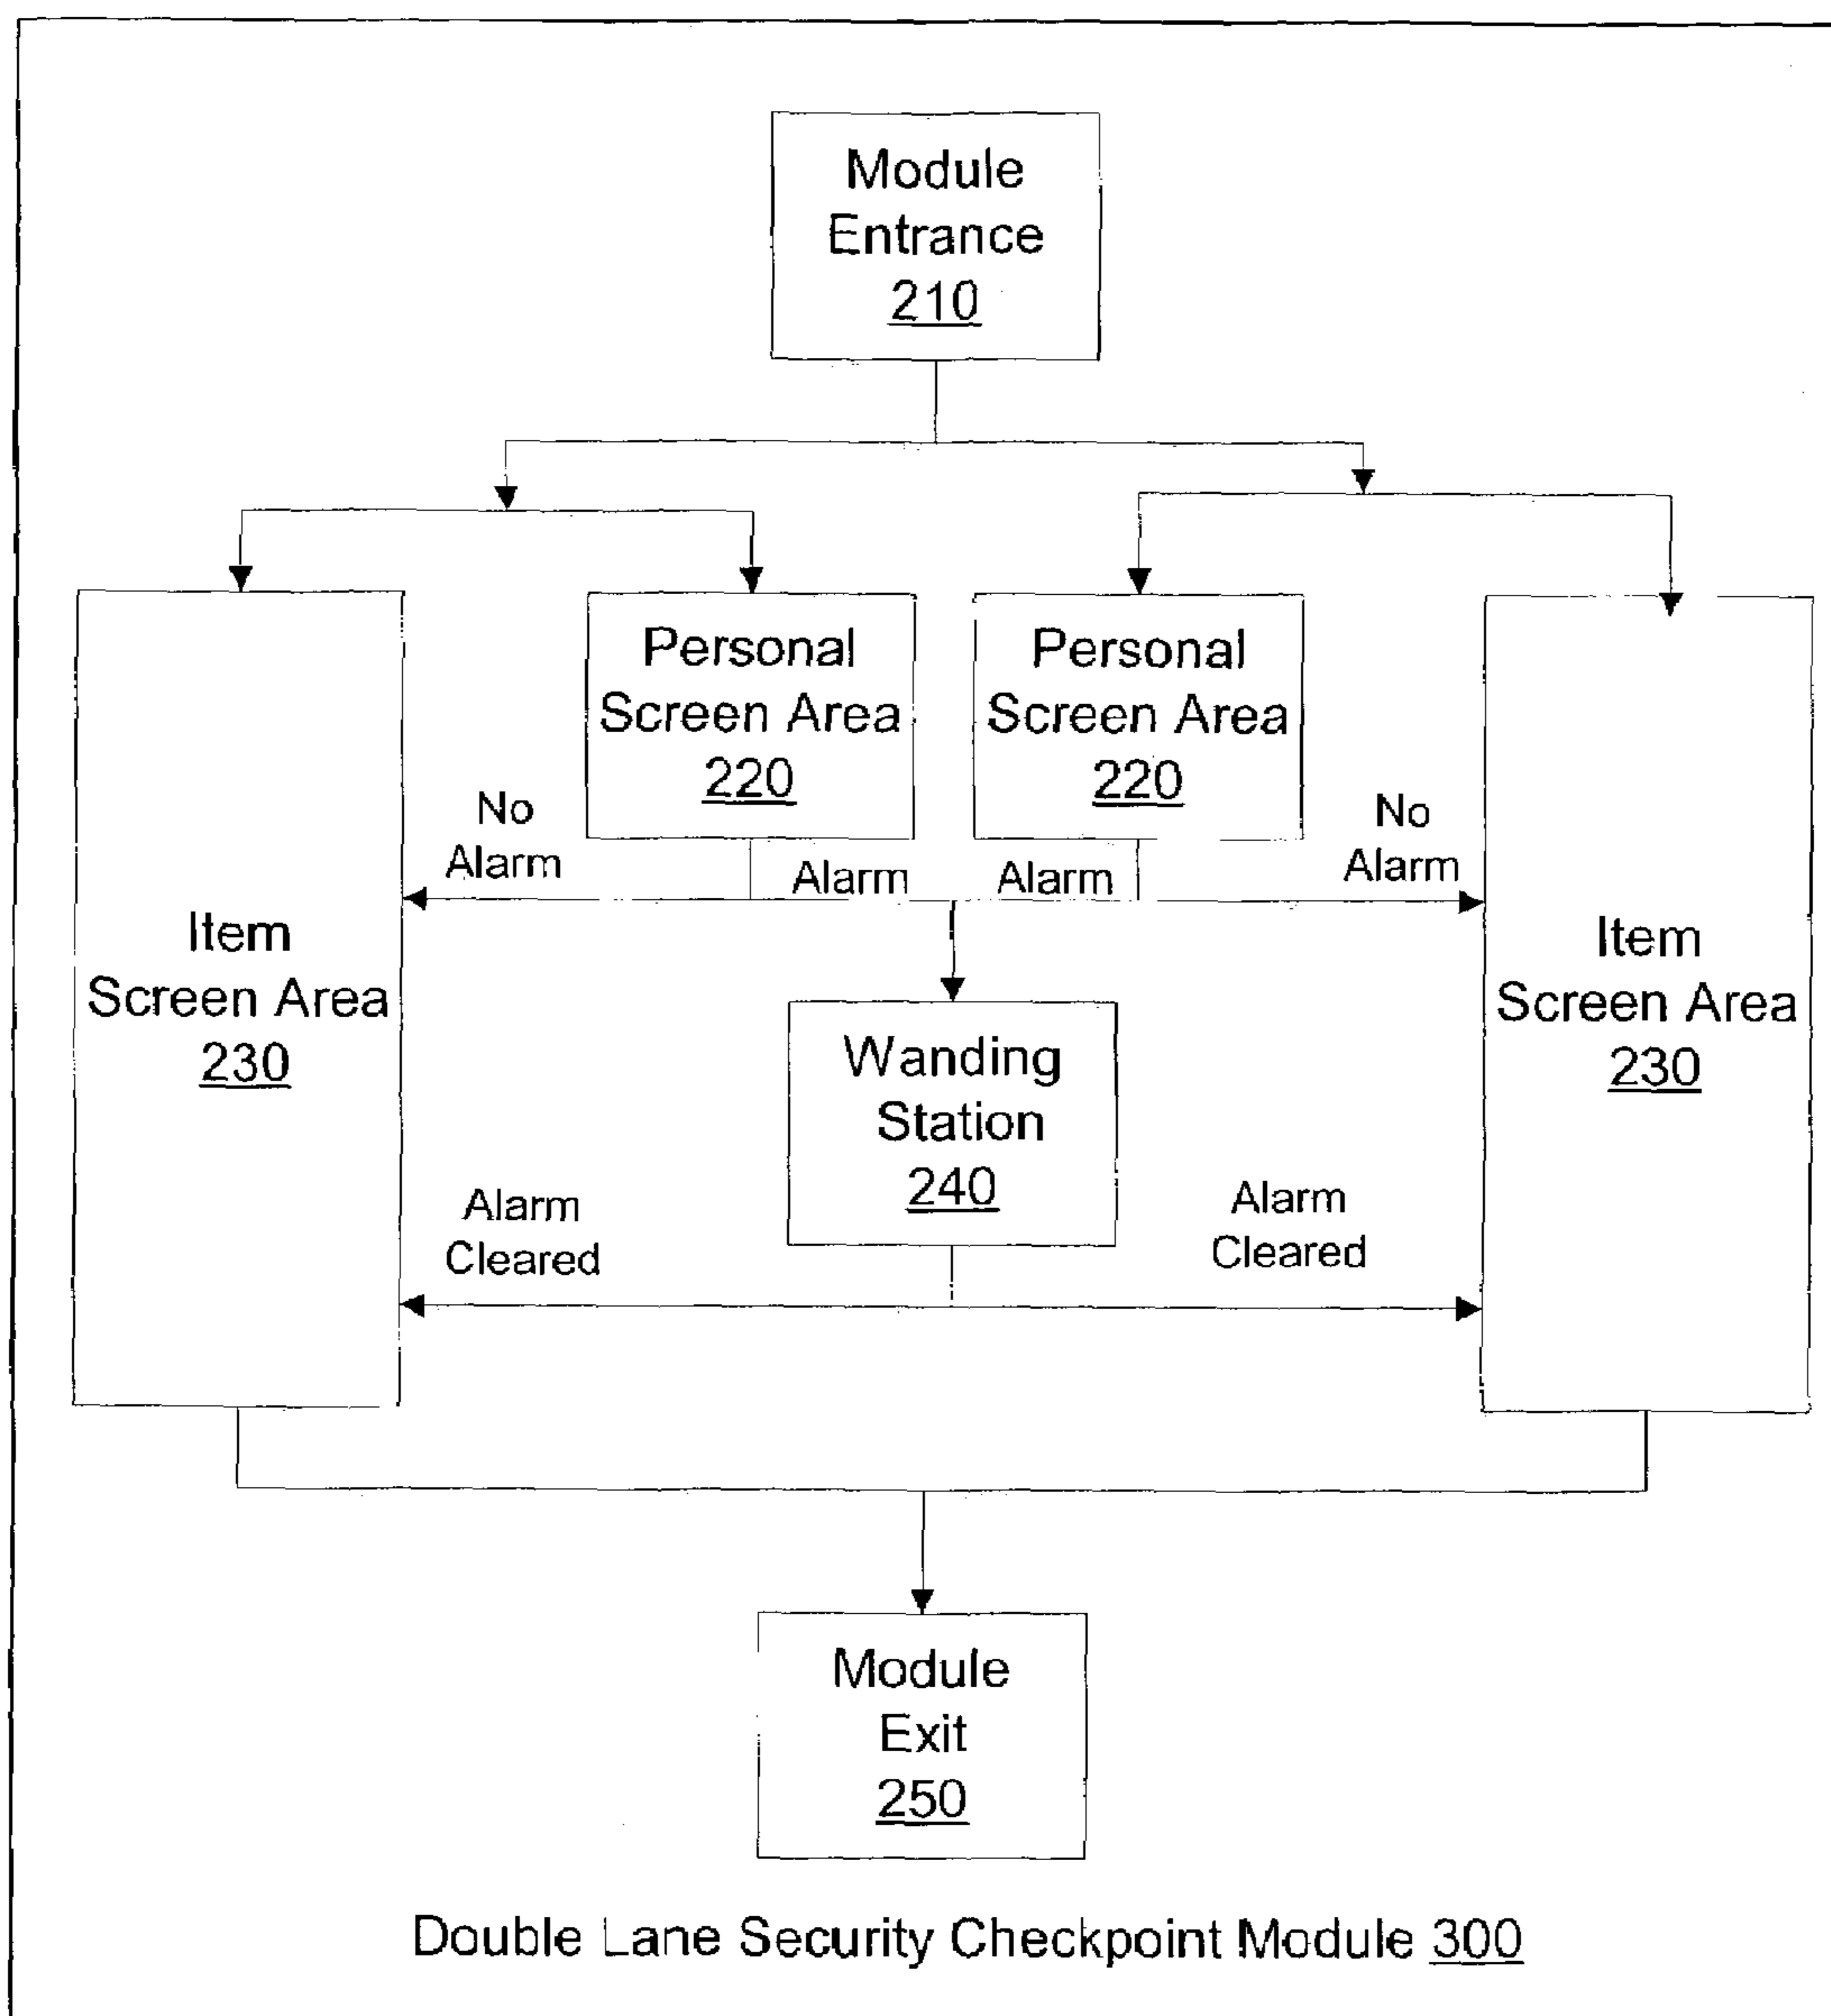 Module
Entrance
210
Personal
Screen Area
220
Personal
Screen Area
220
No
Alarm
Alarm
Alarm
No
Alarm
Item
Screen Area
230
Item
Screen Area
230
Wanding
Station
240
Alarm
Cleared
Alarm
Cleared
Module
Exit
250
Double Lane Security Checkpoint Module 300